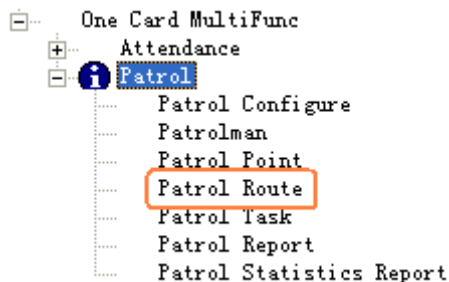 One Card MultiFunc
Attendance
Patrol
Patrol Configure
Patrolman
Patrol Point
Patrol Route
Patrol Task
Patrol Report
Patrol Statistics Report